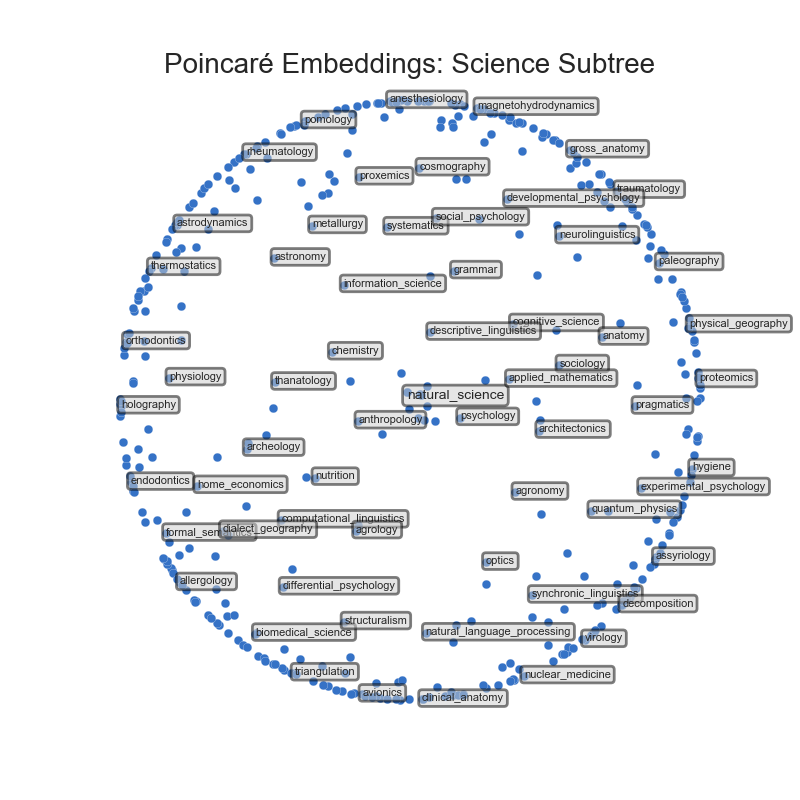 Poincaré Embeddings: Science Subtree
anesthesiology
magnetohydrodynamics
pomology
rheumatology
gross_anatomy
cosmography
proxemics
traumatology
developmental_psychology
social_psychology
astrodynamics
metallurgy
systematics
neurolinguistics
astronomy
paleography
thermostatics
grammar
information_science
cognitive_science
physical_geography
descriptive_linguistics
anatomy
orthodontics
chemistry
sociology
physiology
thanatology
applied_mathematics
proteomics
natural_science
holography
pragmatics
anthropology
psychology
architectonics
archeology
hygiene
nutrition
endodontics
home_economics
experimental_psychology
agronomy
quantum_physics
computational_linguistics
dialect_geography
agrology
assyriology
optics
allergology
differential_psychology
synchronic_linguistics
decomposition
structuralism
biomedical_science
natural_language_processing
virology
triangulation
nuclear_medicine
avionics
clinical_anatomy